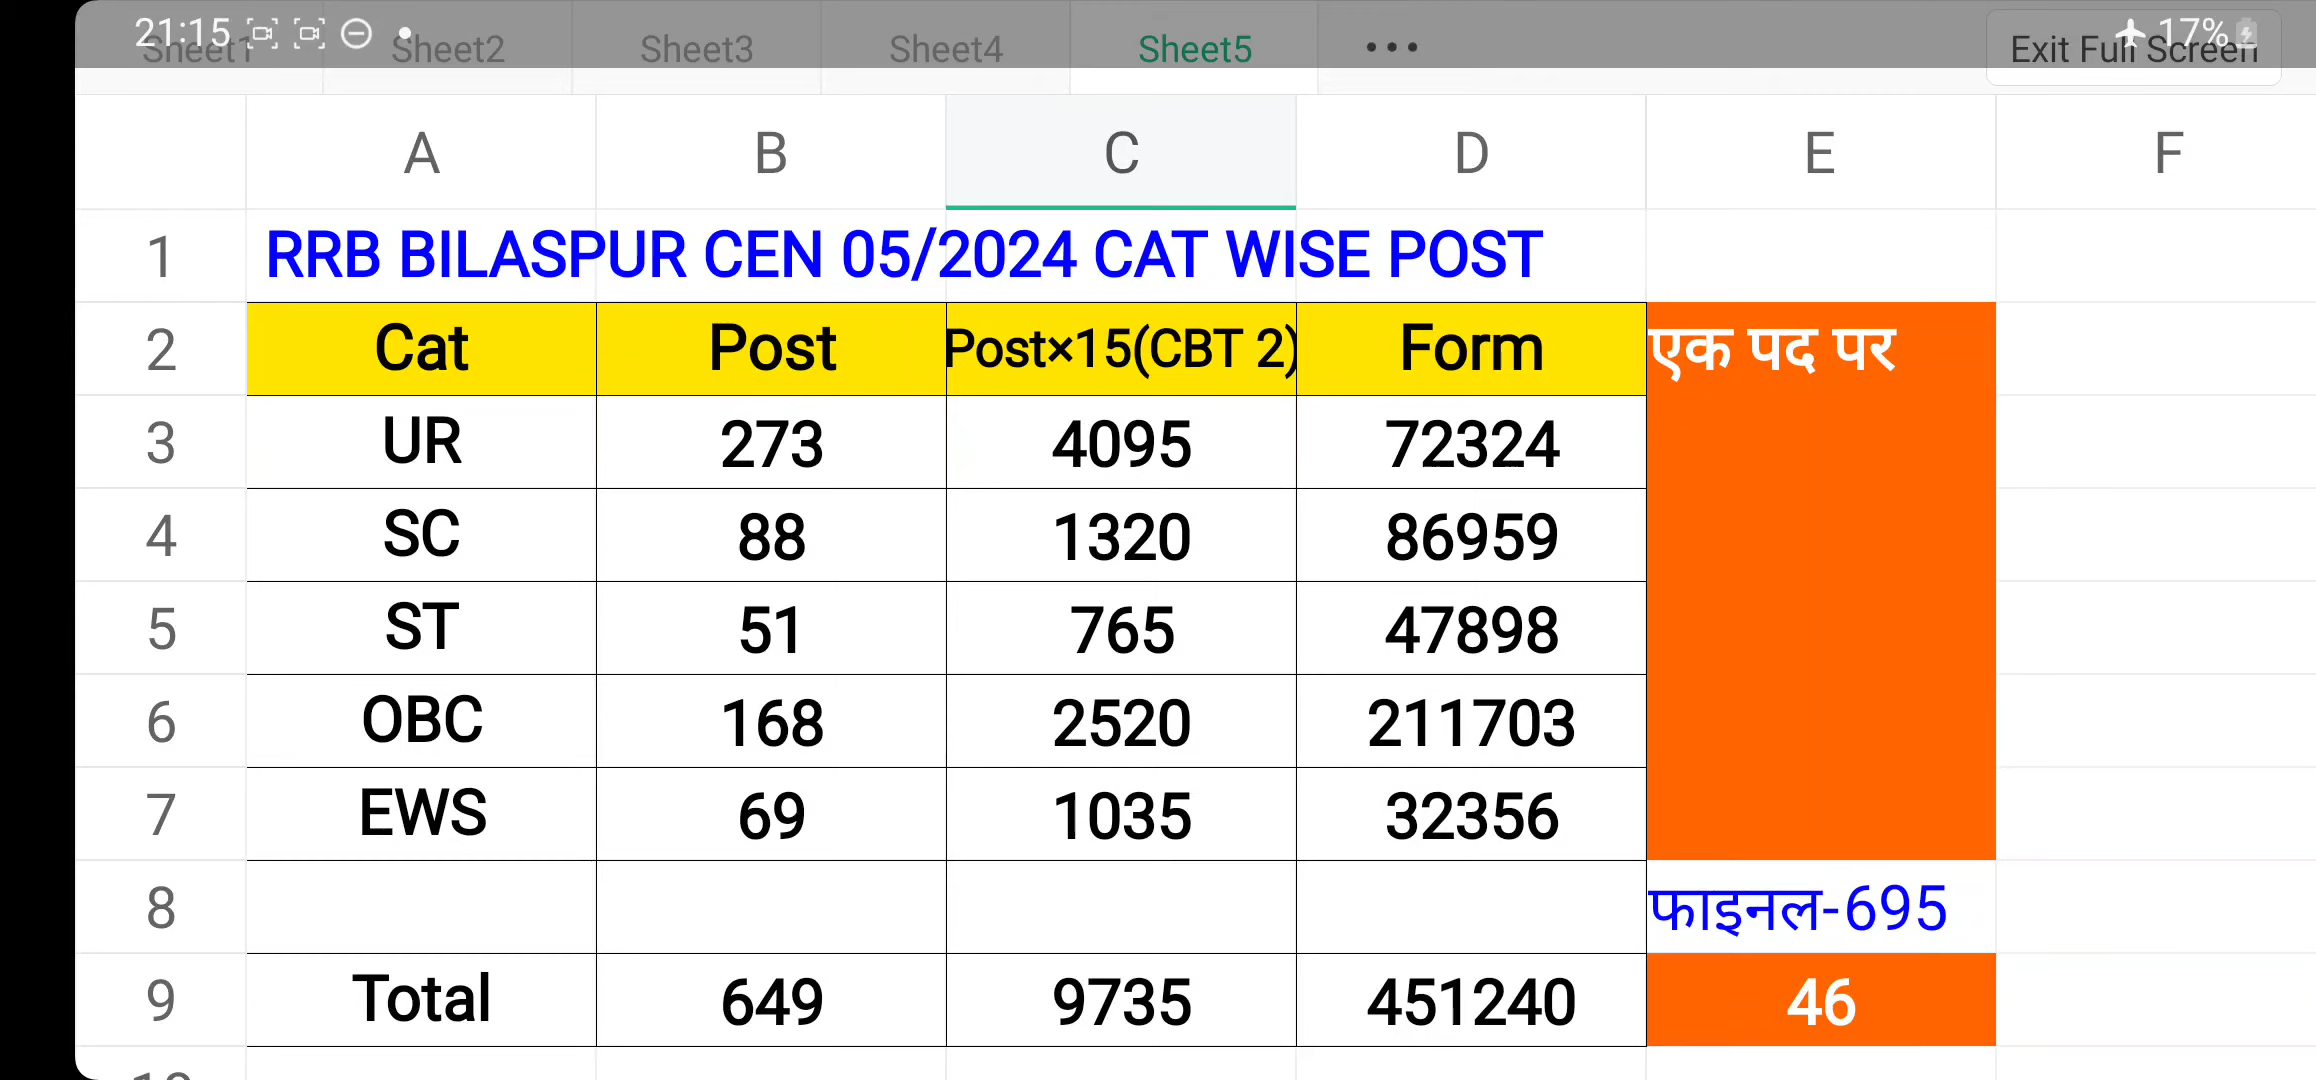 21:15 17%
Sheet1 Sheet2 Sheet3 Sheet4 Sheet5 ••• Exit Full Screen
A B C D E F
1 RRB BILASPUR CEN 05/2024 CAT WISE POST
2 Cat Post Post×15(CBT 2) Form एक पद पर
3 UR 273 4095 72324
4 SC 88 1320 86959
5 ST 51 765 47898
6 OBC 168 2520 211703
7 EWS 69 1035 32356
8 फाइनल-695
9 Total 649 9735 451240 46
10